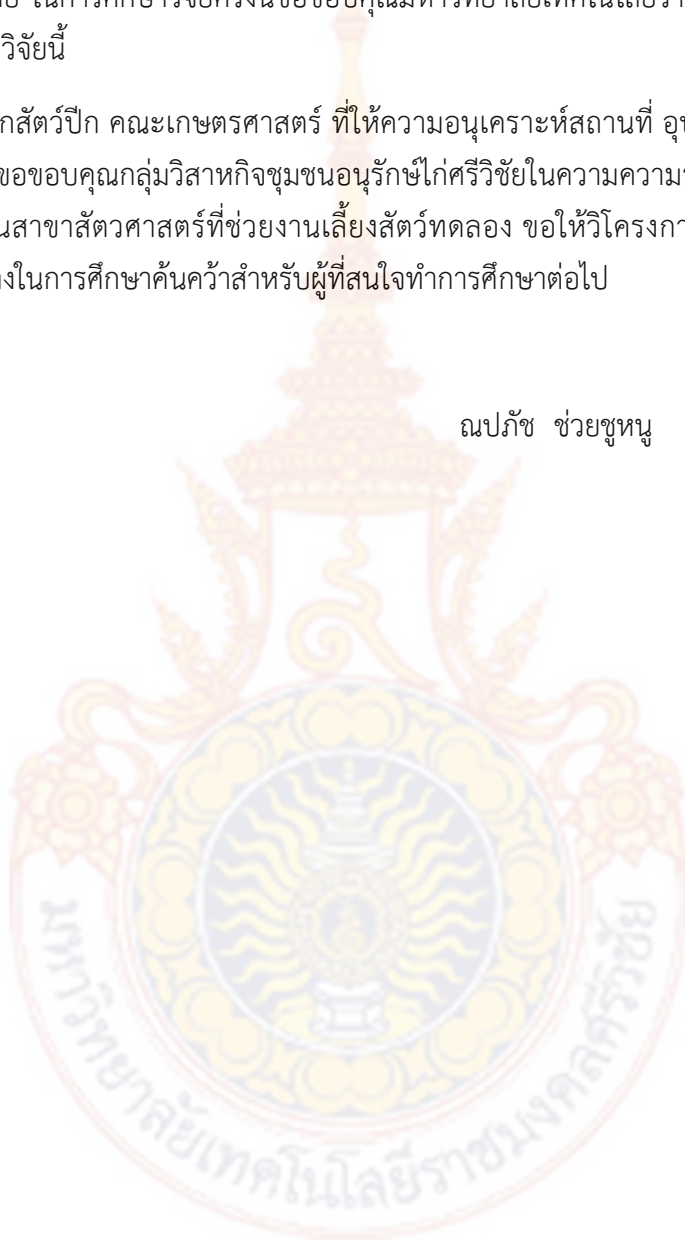 ในการศึกษาวิจัยครั้งนี้ขอขอบคุณมหาวิทยาลัยเทคโนโลยีรา
วิจัยนี้
กสัตว์ปีก คณะเกษตรศาสตร์ ที่ให้ความอนุเคราะห์สถานที่ อุป
ขอขอบคุณกลุ่มวิสาหกิจชุมชนอนุรักษ์ไก่ศรีวิชัยในความความร
นสาขาสัตวศาสตร์ที่ช่วยงานเลี้ยงสัตว์ทดลอง ขอให้วิโครงกา
งในการศึกษาค้นคว้าสำหรับผู้ที่สนใจทำการศึกษาต่อไป
ณปภัช ช่วยชูหนู
มหาวิทยาลัยเทคโนโลยีราชมงคลศรีวิชัย